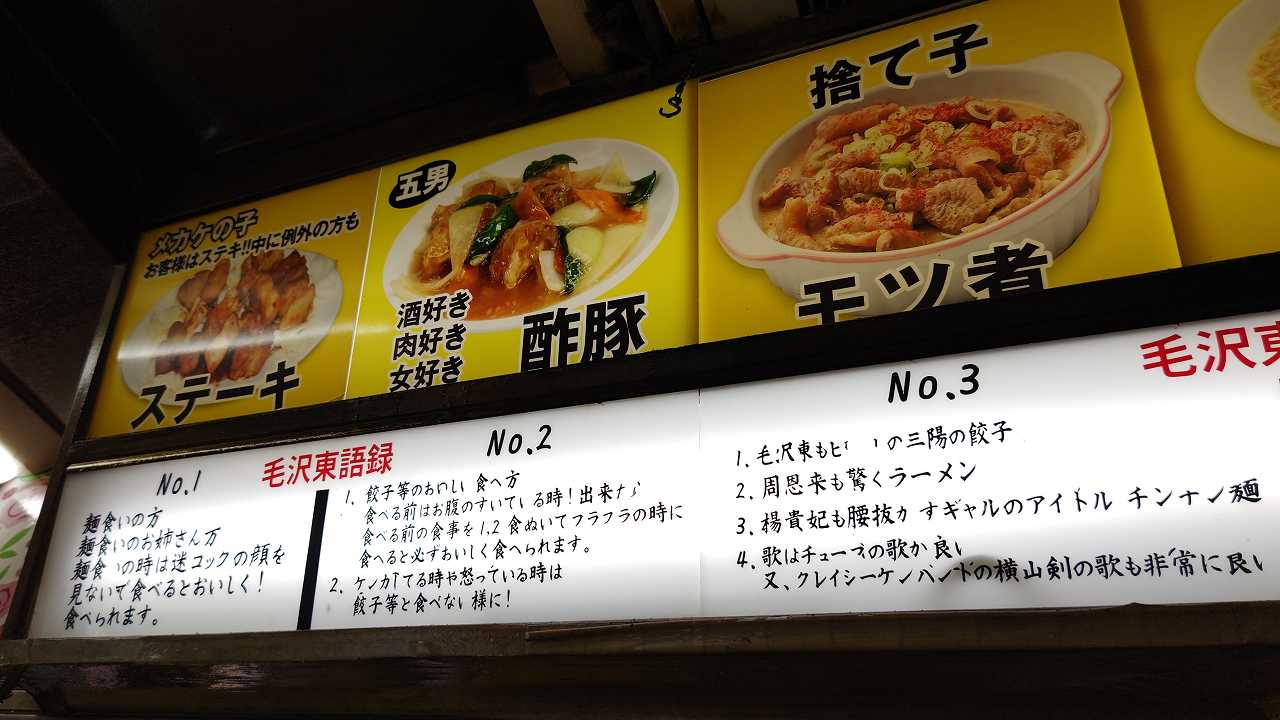 メカケの子
お客様はステキ!!中に例外の方も
ステーキ
五男
酒好き
肉好き
女好き
酢豚
捨て子
モツ煮
No.1
麺食いの方
麺食いのお姉さん方
麺食いの時は迷コックの顔を
見ないで食べるとおいしく!
食べられます。
毛沢東語録
No.2
1. 餃子等のおいしい食べ方
食べる前はお腹のすいている時!出来
食べる前の食事を1,2食ぬいてフラフラの時に
食べると必ずおいしく食べられます。
2. ケンカしてる時や怒っている時は
餃子等と食べない様に!
No.3
毛沢東
1. 毛沢東も の三陽の餃子
2. 周恩来も驚くラーメン
3. 楊貴妃も腰抜かすギャルのアイドル チンナン麺
4. 歌はチューブの歌が良い
又、クレイジーケンバンドの横山剣の歌も非常に良い